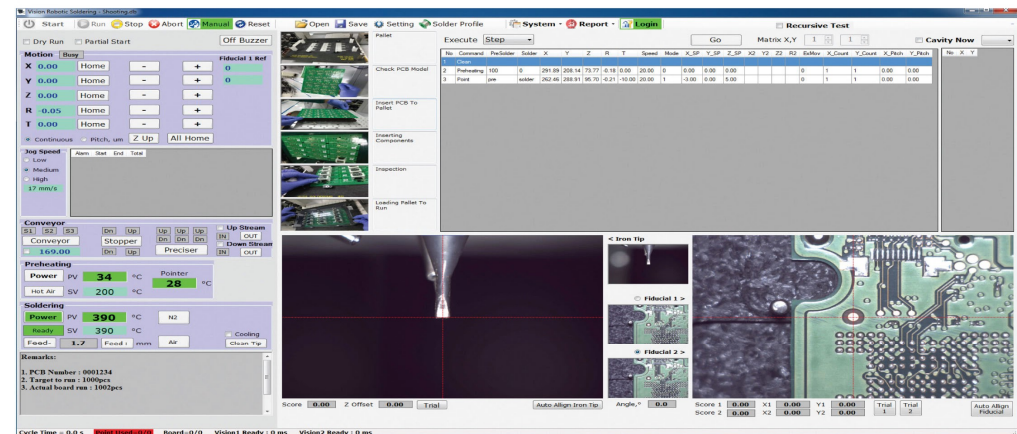 Vision Robotic Soldering - Shooting.db
Start Run Stop Abort Manual Reset Open Save Setting Solder Profile System Report Login Recursive Test
Dry Run Partial Start Off Buzzer
Motion Busy Fidicular 1 Ref
X 0.00 Home - + 0
Y 0.00 Home - + 0
Z 0.00 Home - +
R -0.05 Home - +
T 0.00 Home - +
Continuous Pitch, um Z Up All Home
Jog Speed Alarm Start End Total
Low
Medium
High
17 mm/s
Conveyor
S1 S2 S3 Dn Up Up Up Up Up Stream
Conveyor Stopper Dn Dn Dn IN OUT
169.00 Dn Up Preciser Down Stream
IN OUT
Preheating
Power PV 34 °C Pointer
Hot Air SV 200 °C 28 °C
Soldering
Power PV 390 °C N2
Ready SV 390 °C Cooling
Feed- 1.7 Feed mm Air Clean Tip
Remarks:
1. PCB Number : 0001234
2. Target to run : 1000pcs
3. Actual board run : 1002pcs
Cycle Time = 0.0 s Point Used=0/0 Board=0/0 Vision1 Ready : 0 ms Vision2 Ready : 0 ms
Pallet
Check PCB Model
Insert PCB To
Pallet
Inserting
Components
Inspection
Loading Pallet To
Run
Execute Step Go Matrix X,Y 1 1 Cavity Now
No Command PreSolder Solder X Y Z R T Speed Mode X_SP Y_SP Z_SP X2 Y2 Z2 R2 EeMov X_Count Y_Count X_Pitch Y_Pitch No X Y
1 Clean
2 Preheating 100 0 291.89 208.14 73.77 -0.18 0.00 20.00 0 0.00 0.00 0.00 0 1 1 0.00 0.00
3 Point pre solder 262.46 288.91 95.70 -0.21 -10.00 20.00 1 -3.00 0.00 5.00 0 1 1 0.00 0.00
< Iron Tip
Fiducial 1 >
Fiducial 2 >
Score 0.00 Z Offset 0.00 Trial Auto Allign Iron Tip Angle,° 0.0
Score 1 0.00 X1 0.00 Y1 0.00 Trial 1 Trial 2 Auto Allign Fiducial
Score 2 0.00 X2 0.00 Y2 0.00